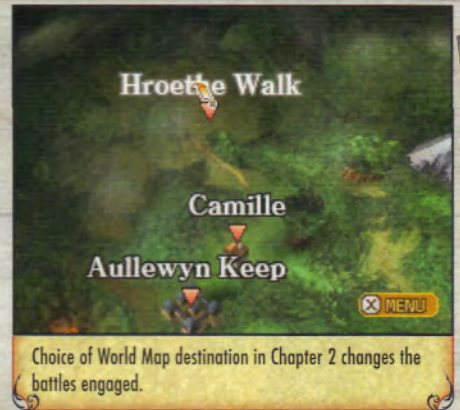 Hroethe Walk
Camille
Aullewyn Keep
X MENU
Choice of World Map destination in Chapter 2 changes the
battles engaged.